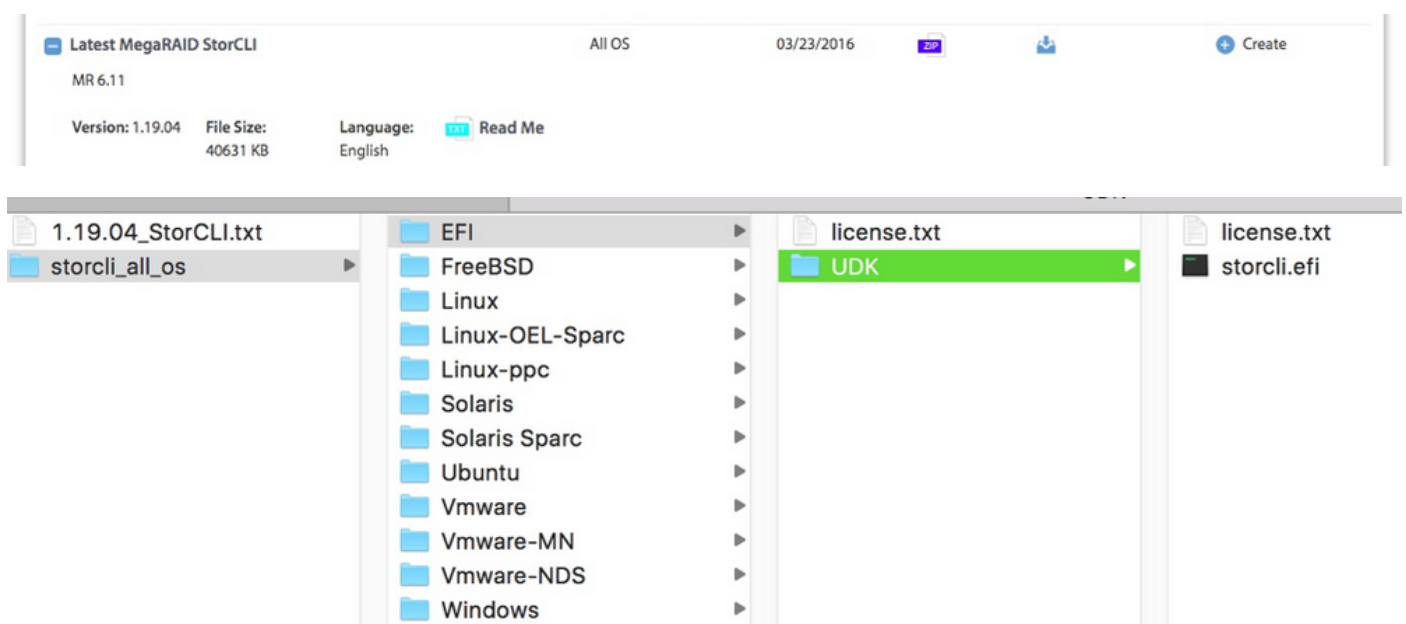 Latest MegaRAID StorCLI All OS 03/23/2016 ZIP Create
MR 6.11
Version: 1.19.04 File Size: Language: TXT Read Me
40631 KB English
1.19.04_StorCLI.txt EFI license.txt license.txt
storcli_all_os FreeBSD UDK storcli.efi
Linux
Linux-OEL-Sparc
Linux-ppc
Solaris
Solaris Sparc
Ubuntu
Vmware
Vmware-MN
Vmware-NDS
Windows